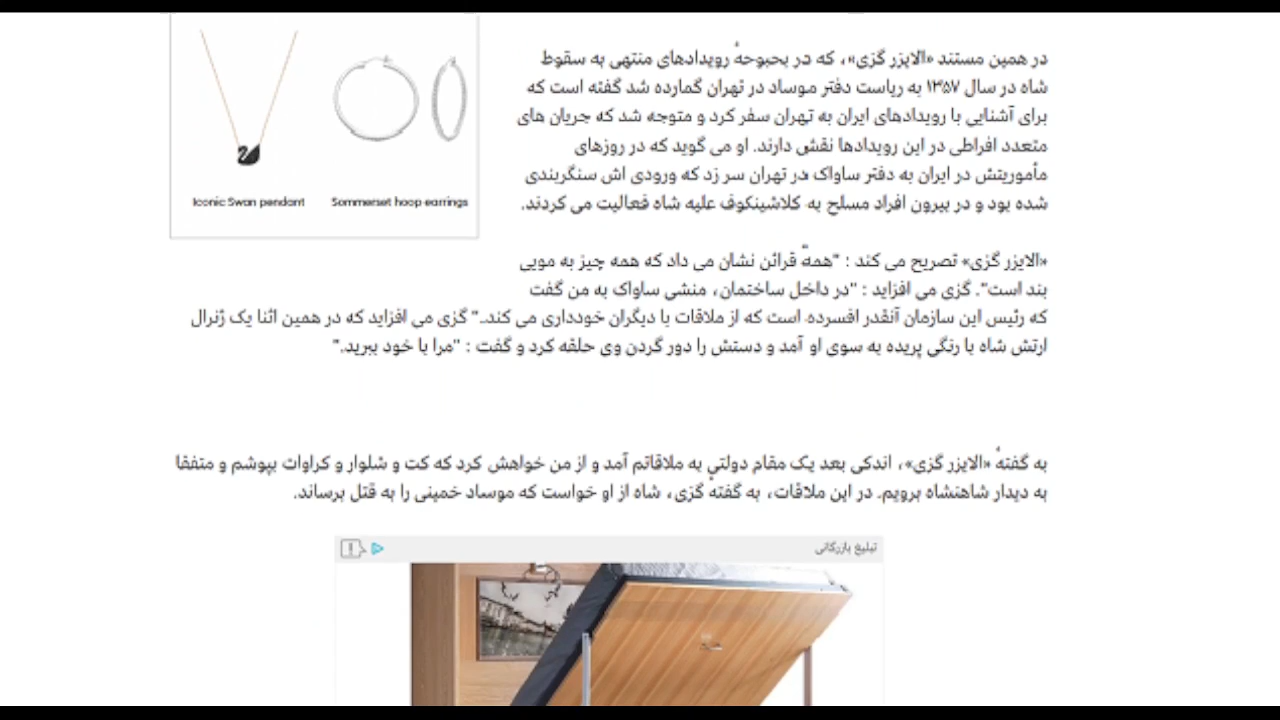 در همین مستند «الایزر گزی»، که در بحبوحهٔ رویدادهای منتهی به سقوط
شاه در سال ۱۳۵۷ به ریاست دفتر موساد در تهران گمارده شد گفته است که
برای آشنایی با رویدادهای ایران به تهران سفر کرد و متوجه شد که جریان های
متعدد افراطی در این رویدادها نقش دارند. او می گوید که در روزهای
مأموریتش در ایران به دفتر ساواک در تهران سر زد که ورودی اش سنگربندی
شده بود و در بیرون افراد مسلح به کلاشینکوف علیه شاه فعالیت می کردند.
Iconic Swan pendant
Sommerset hoop earrings
«الایزر گزی» تصریح می کند : "همهٔ قرائن نشان می داد که همه چیز به مویی
بند است". گزی می افزاید : "در داخل ساختمان، منشی ساواک به من گفت
که رئیس این سازمان آنقدر افسرده است که از ملاقات با دیگران خودداری می کند." گزی می افزاید که در همین اثنا یک ژنرال
ارتش شاه با رنگی پریده به سوی او آمد و دستش را دور گردن وی حلقه کرد و گفت : "مرا با خود ببرید."
به گفتهٔ «الایزر گزی»، اندکی بعد یک مقام دولتی به ملاقاتم آمد و از من خواهش کرد که کت و شلوار و کراوات بپوشم و متفقا
به دیدار شاهنشاه برویم. در این ملاقات، به گفتهٔ گزی، شاه از او خواست که موساد خمینی را به قتل برساند.
تبلیغ بازرگانی